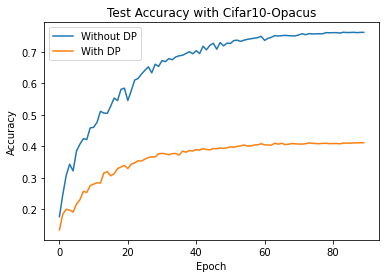 Test Accuracy with Cifar10-Opacus
Without DP
With DP
Accuracy
0.7
0.6
0.5
0.4
0.3
0.2
0 20 40 60 80
Epoch